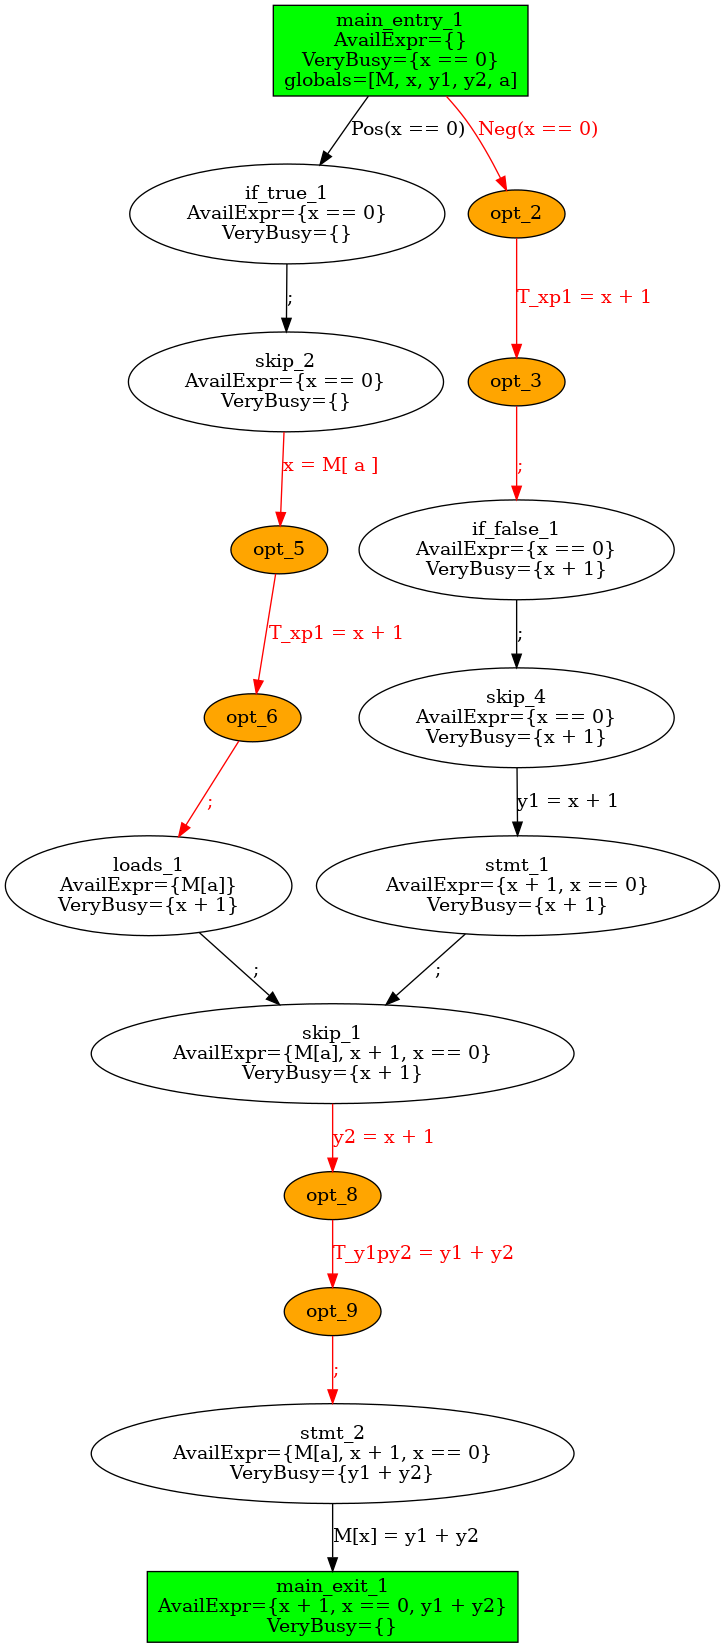 main_entry_1
AvailExpr={}
VeryBusy={x == 0}
globals=[M, x, y1, y2, a]
Pos(x == 0)
Neg(x == 0)
if_true_1
AvailExpr={x == 0}
VeryBusy={}
opt_2
;
T_xp1 = x + 1
skip_2
AvailExpr={x == 0}
VeryBusy={}
opt_3
x = M[ a ]
;
opt_5
if_false_1
AvailExpr={x == 0}
VeryBusy={x + 1}
T_xp1 = x + 1
;
opt_6
skip_4
AvailExpr={x == 0}
VeryBusy={x + 1}
;
y1 = x + 1
loads_1
AvailExpr={M[a]}
VeryBusy={x + 1}
stmt_1
AvailExpr={x + 1, x == 0}
VeryBusy={x + 1}
;
;
skip_1
AvailExpr={M[a], x + 1, x == 0}
VeryBusy={x + 1}
y2 = x + 1
opt_8
T_y1py2 = y1 + y2
opt_9
;
stmt_2
AvailExpr={M[a], x + 1, x == 0}
VeryBusy={y1 + y2}
M[x] = y1 + y2
main_exit_1
AvailExpr={x + 1, x == 0, y1 + y2}
VeryBusy={}